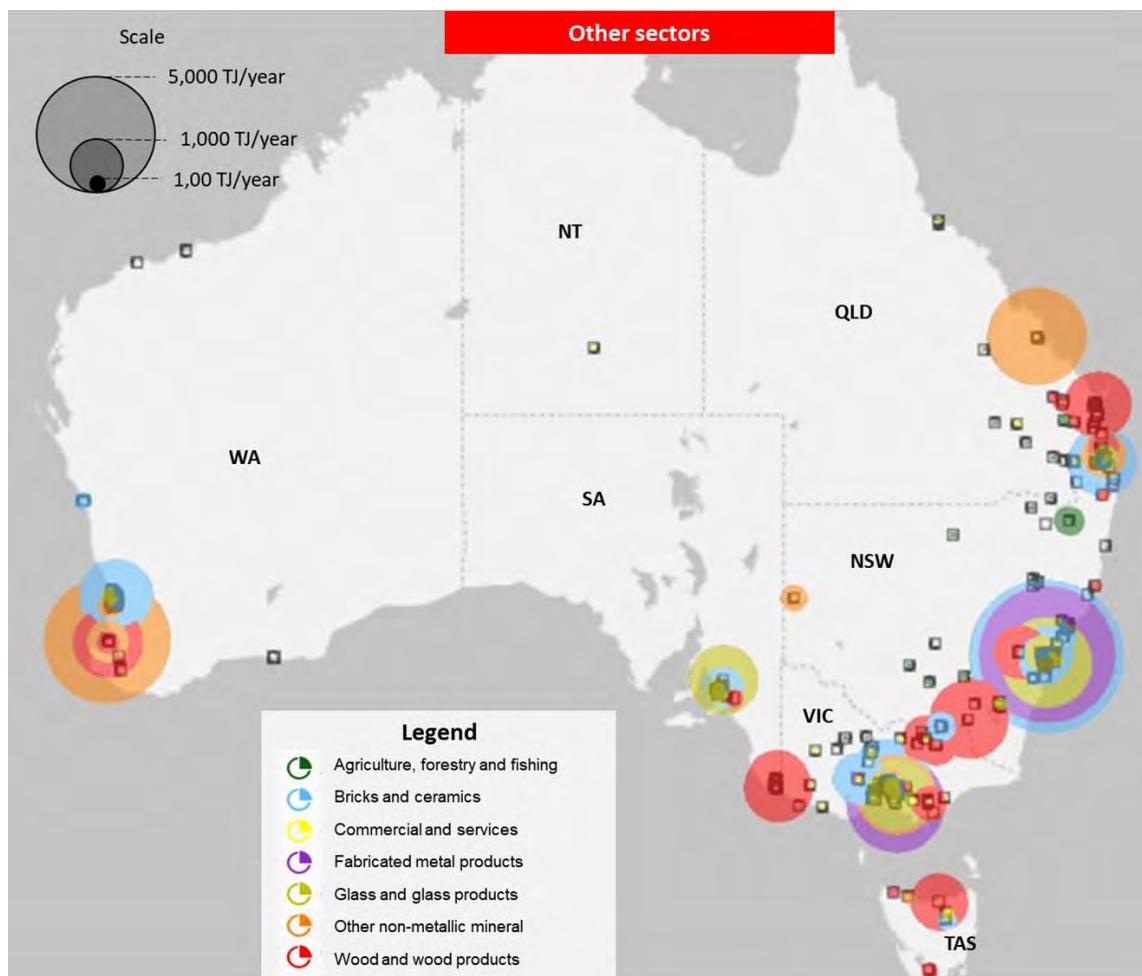 Other sectors
Scale
5,000 TJ/year
1,000 TJ/year
1,00 TJ/year
NT
QLD
WA
SA
NSW
VIC
TAS
Legend
Agriculture, forestry and fishing
Bricks and ceramics
Commercial and services
Fabricated metal products
Glass and glass products
Other non-metallic mineral
Wood and wood products